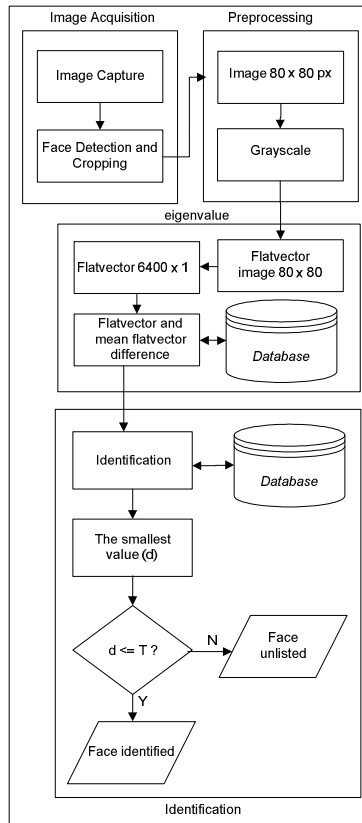 Image Acquisition
Preprocessing
Image Capture
Face Detection and
Cropping
Image 80 x 80 px
Grayscale
eigenvalue
Flatvector
image 80 x 80
Flatvector 6400 x 1
Flatvector and
mean flatvector
difference
Database
Identification
Database
The smallest
value (d)
d <= T ?
N
Face
unlisted
Y
Face identified
Identification